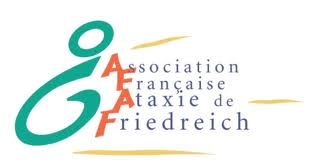 Association
Française
Ataxie de
Friedreich